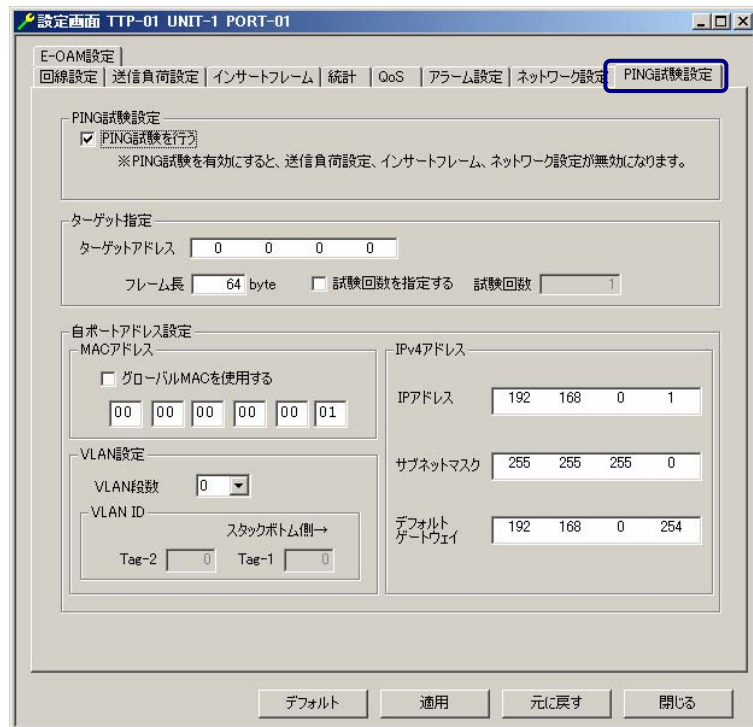 設定画面 TTP-01 UNIT-1 PORT-01
E-OAM設定
回線設定 送信負荷設定 インサートフレーム 統計 QoS アラーム設定 ネットワーク設定 PING試験設定
PING試験設定
PING試験を行う
※PING試験を有効にすると、送信負荷設定、インサートフレーム、ネットワーク設定が無効になります。
ターゲット指定
ターゲットアドレス 0 0 0 0
フレーム長 64 byte 試験回数を指定する 試験回数 1
自ポートアドレス設定
MACアドレス
グローバルMACを使用する
00 00 00 00 00 01
VLAN設定
VLAN段数 0
VLAN ID
スタックボトム側→
Tag-2 0 Tag-1 0
IPv4アドレス
IPアドレス 192 168 0 1
サブネットマスク 255 255 255 0
デフォルト
ゲートウェイ 192 168 0 254
デフォルト 適用 元に戻す 閉じる